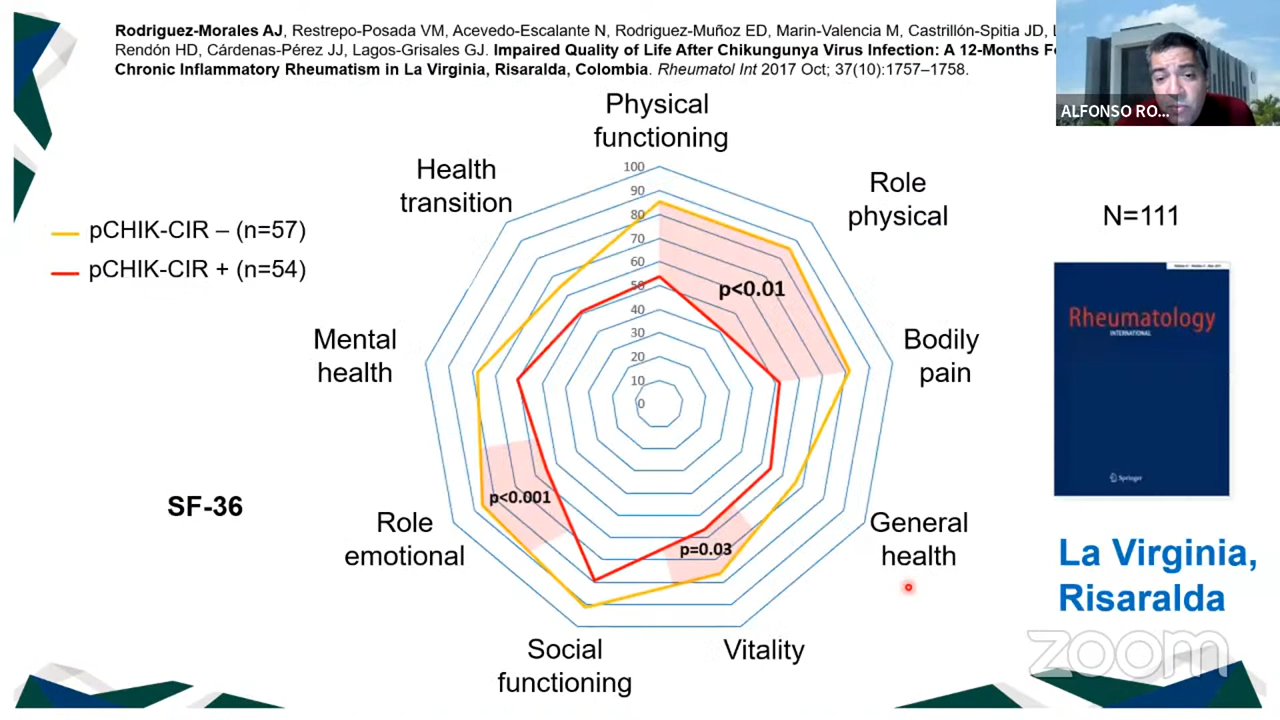 Rodriguez-Morales AJ, Restrepo-Posada VM, Acevedo-Escalante N, Rodriguez-Muñoz ED, Marin-Valencia M, Castrillón-Spitia JD,
Rendón HD, Cárdenas-Pérez JJ, Lagos-Grisales GJ. Impaired Quality of Life After Chikungunya Virus Infection: A 12-Months
Chronic Inflammatory Rheumatism in La Virginia, Risaralda, Colombia. Rheumatol Int 2017 Oct; 37(10):1757–1758.
ALFONSO RO...
Physical
functioning
Health
transition
Role
physical
pCHIK-CIR – (n=57)
pCHIK-CIR + (n=54)
N=111
100
90
80
70
60
50
40
30
20
10
0
p<0.01
Rheumatology
INTERNATIONAL
Springer
Mental
health
Bodily
pain
p<0.001
p=0.03
SF-36
Role
emotional
General
health
La Virginia,
Risaralda
Social
functioning
Vitality
zoom